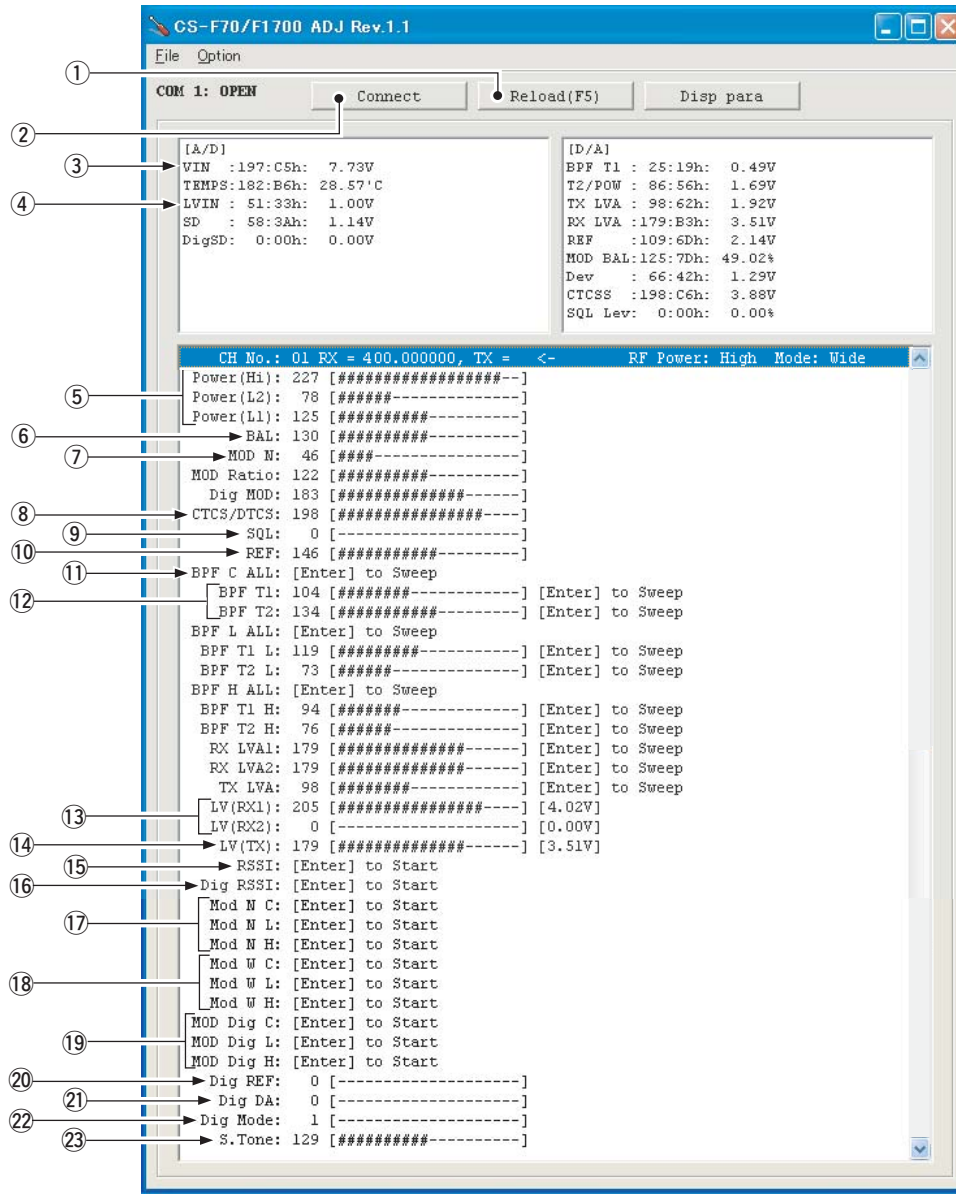 CS-F70/F1700 ADJ Rev.1.1
File Option
① COM 1: OPEN Connect Reload(F5) Disp para
②
[A/D]
③ VIN :197:C5h: 7.73V
TEMPS:182:B6h: 28.57'C
④ LVIN : 51:33h: 1.00V
SD : 58:3Ah: 1.14V
DigSD: 0:00h: 0.00V
[D/A]
BPF T1 : 25:19h: 0.49V
T2/POW : 86:56h: 1.69V
TX LVA : 98:62h: 1.92V
RX LVA :179:B3h: 3.51V
REF :109:6Dh: 2.14V
MOD BAL:125:7Dh: 49.02%
Dev : 66:42h: 1.29V
CTCSS :198:C6h: 3.88V
SQL Lev: 0:00h: 0.00%
CH No.: 01 RX = 400.000000, TX = <- RF Power: High Mode: Wide
Power(Hi): 227 [##################--]
⑤ Power(L2): 78 [######--------------]
Power(L1): 125 [##########----------]
⑥ BAL: 130 [##########----------]
⑦ MOD N: 46 [####----------------]
MOD Ratio: 122 [##########----------]
Dig MOD: 183 [##############------]
⑧ CTCS/DTCS: 198 [################----]
⑨ SQL: 0 [--------------------]
⑩ REF: 146 [###########---------]
⑪ BPF C ALL: [Enter] to Sweep
⑫ BPF T1: 104 [########------------] [Enter] to Sweep
BPF T2: 134 [###########---------] [Enter] to Sweep
BPF L ALL: [Enter] to Sweep
BPF T1 L: 119 [#########-----------] [Enter] to Sweep
BPF T2 L: 73 [######--------------] [Enter] to Sweep
BPF H ALL: [Enter] to Sweep
BPF T1 H: 94 [#######-------------] [Enter] to Sweep
BPF T2 H: 76 [######--------------] [Enter] to Sweep
RX LVA1: 179 [##############------] [Enter] to Sweep
RX LVA2: 179 [##############------] [Enter] to Sweep
TX LVA: 98 [########------------] [Enter] to Sweep
⑬ LV(RX1): 205 [################----] [4.02V]
LV(RX2): 0 [--------------------] [0.00V]
⑭ LV(TX): 179 [##############------] [3.51V]
⑮ RSSI: [Enter] to Start
⑯ Dig RSSI: [Enter] to Start
Mod N C: [Enter] to Start
⑰ Mod N L: [Enter] to Start
Mod N H: [Enter] to Start
Mod W C: [Enter] to Start
⑱ Mod W L: [Enter] to Start
Mod W H: [Enter] to Start
MOD Dig C: [Enter] to Start
⑲ MOD Dig L: [Enter] to Start
MOD Dig H: [Enter] to Start
⑳ Dig REF: 0 [--------------------]
㉑ Dig DA: 0 [--------------------]
㉒ Dig Mode: 1 [--------------------]
㉓ S.Tone: 129 [##########----------]